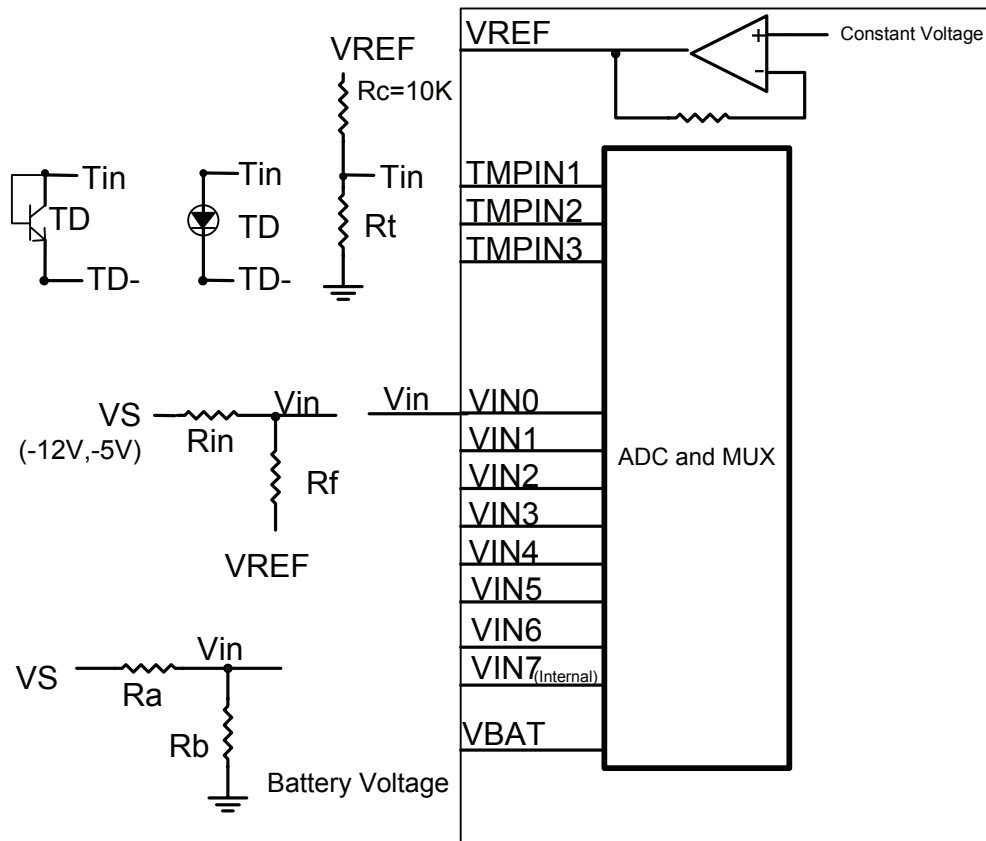 VREF
Constant Voltage
+
-
VREF
Rc=10K
Tin
Rt
Tin
TD
TD-
Tin
TD
TD-
TMPIN1
TMPIN2
TMPIN3
VS
(-12V,-5V)
Rin
Vin
Rf
VREF
Vin
VIN0
VIN1
VIN2
VIN3
VIN4
VIN5
VIN6
VIN7(Internal)
VBAT
ADC and MUX
VS
Ra
Vin
Rb
Battery Voltage